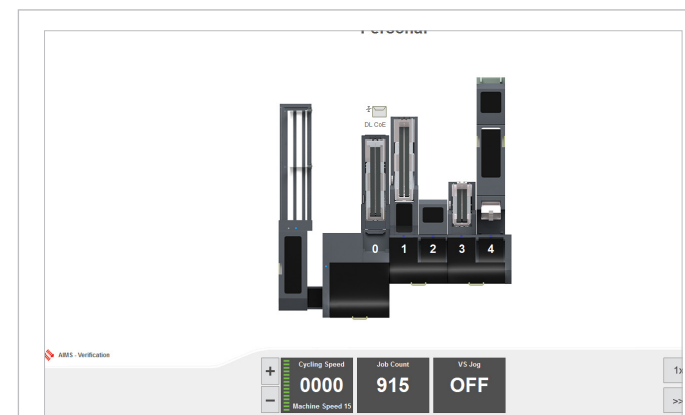 Personal
DL CoE
0 1 2 3 4
AIMS - Verification
+
Cycling Speed
0000
Machine Speed 15
Job Count
915
VS Jog
OFF
−
>>